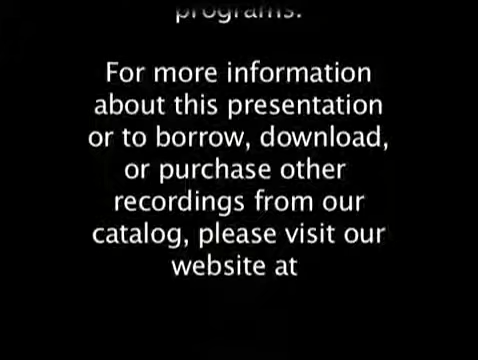 programs.
For more information
about this presentation
or to borrow, download,
or purchase other
recordings from our
catalog, please visit our
website at